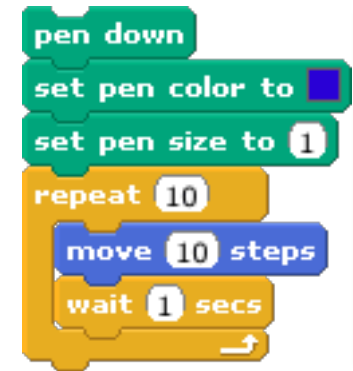 pen down
set pen color to
set pen size to 1
repeat 10
move 10 steps
wait 1 secs